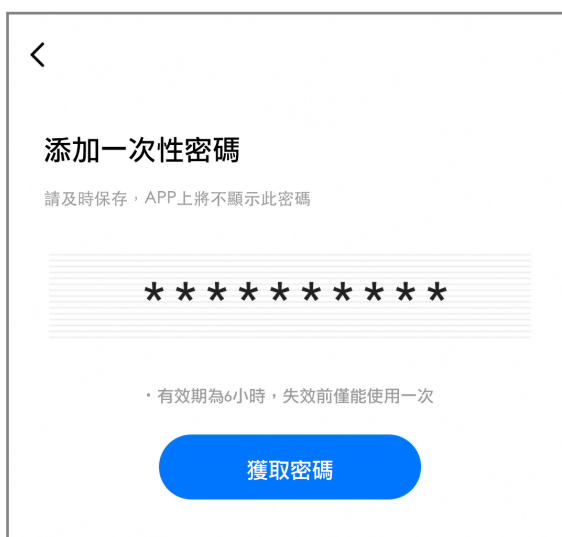 添加一次性密碼
請及時保存，APP上將不顯示此密碼
**********
·有效期為6小時，失效前僅能使用一次
獲取密碼